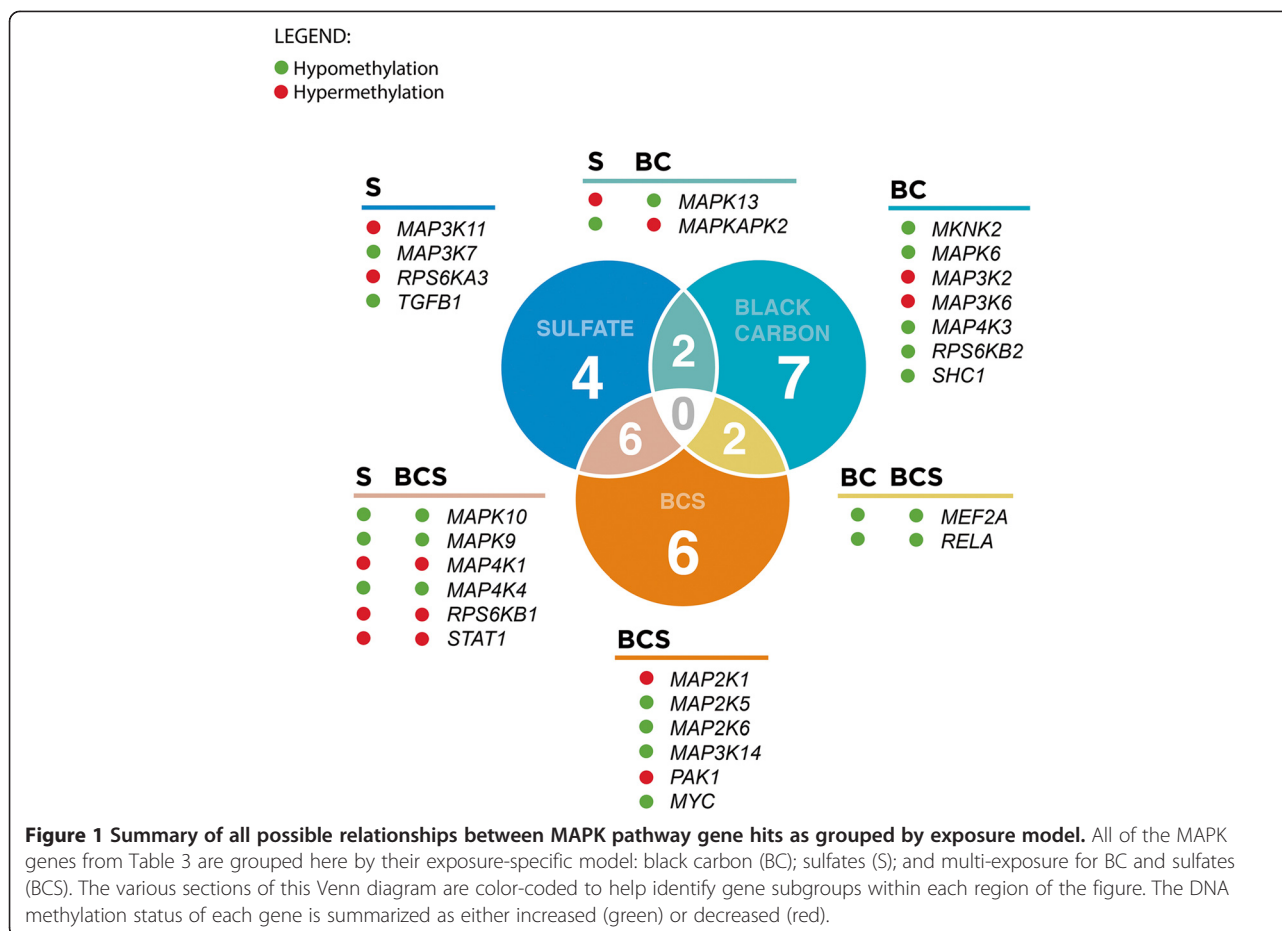 LEGEND:
Hypomethylation
Hypermethylation
S BC
MAPK13
MAPKAPK2
S
MAP3K11
MAP3K7
RPS6KA3
TGFB1
BC
MKNK2
MAPK6
MAP3K2
MAP3K6
MAP4K3
RPS6KB2
SHC1
SULFATE
4
2
BLACK
CARBON
7
0
6
2
BCS
6
S BCS
MAPK10
MAPK9
MAP4K1
MAP4K4
RPS6KB1
STAT1
BC BCS
MEF2A
RELA
BCS
MAP2K1
MAP2K5
MAP2K6
MAP3K14
PAK1
MYC
Figure 1 Summary of all possible relationships between MAPK pathway gene hits as grouped by exposure model. All of the MAPK
genes from Table 3 are grouped here by their exposure-specific model: black carbon (BC); sulfates (S); and multi-exposure for BC and sulfates
(BCS). The various sections of this Venn diagram are color-coded to help identify gene subgroups within each region of the figure. The DNA
methylation status of each gene is summarized as either increased (green) or decreased (red).